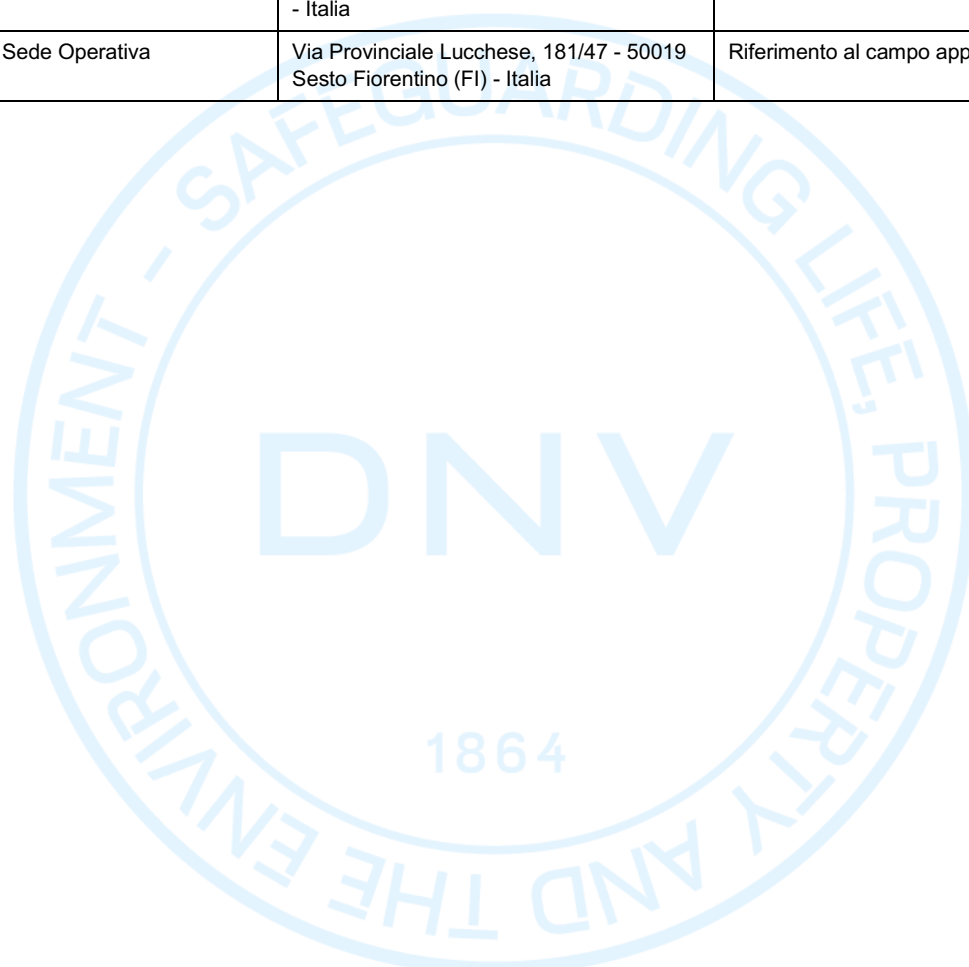 - Italia
Sede Operativa
Via Provinciale Lucchese, 181/47 - 50019
Sesto Fiorentino (FI) - Italia
Riferimento al campo app
SAFEGUARDING LIFE, PROPERTY AND THE ENVIRONMENT -
DNV
1864